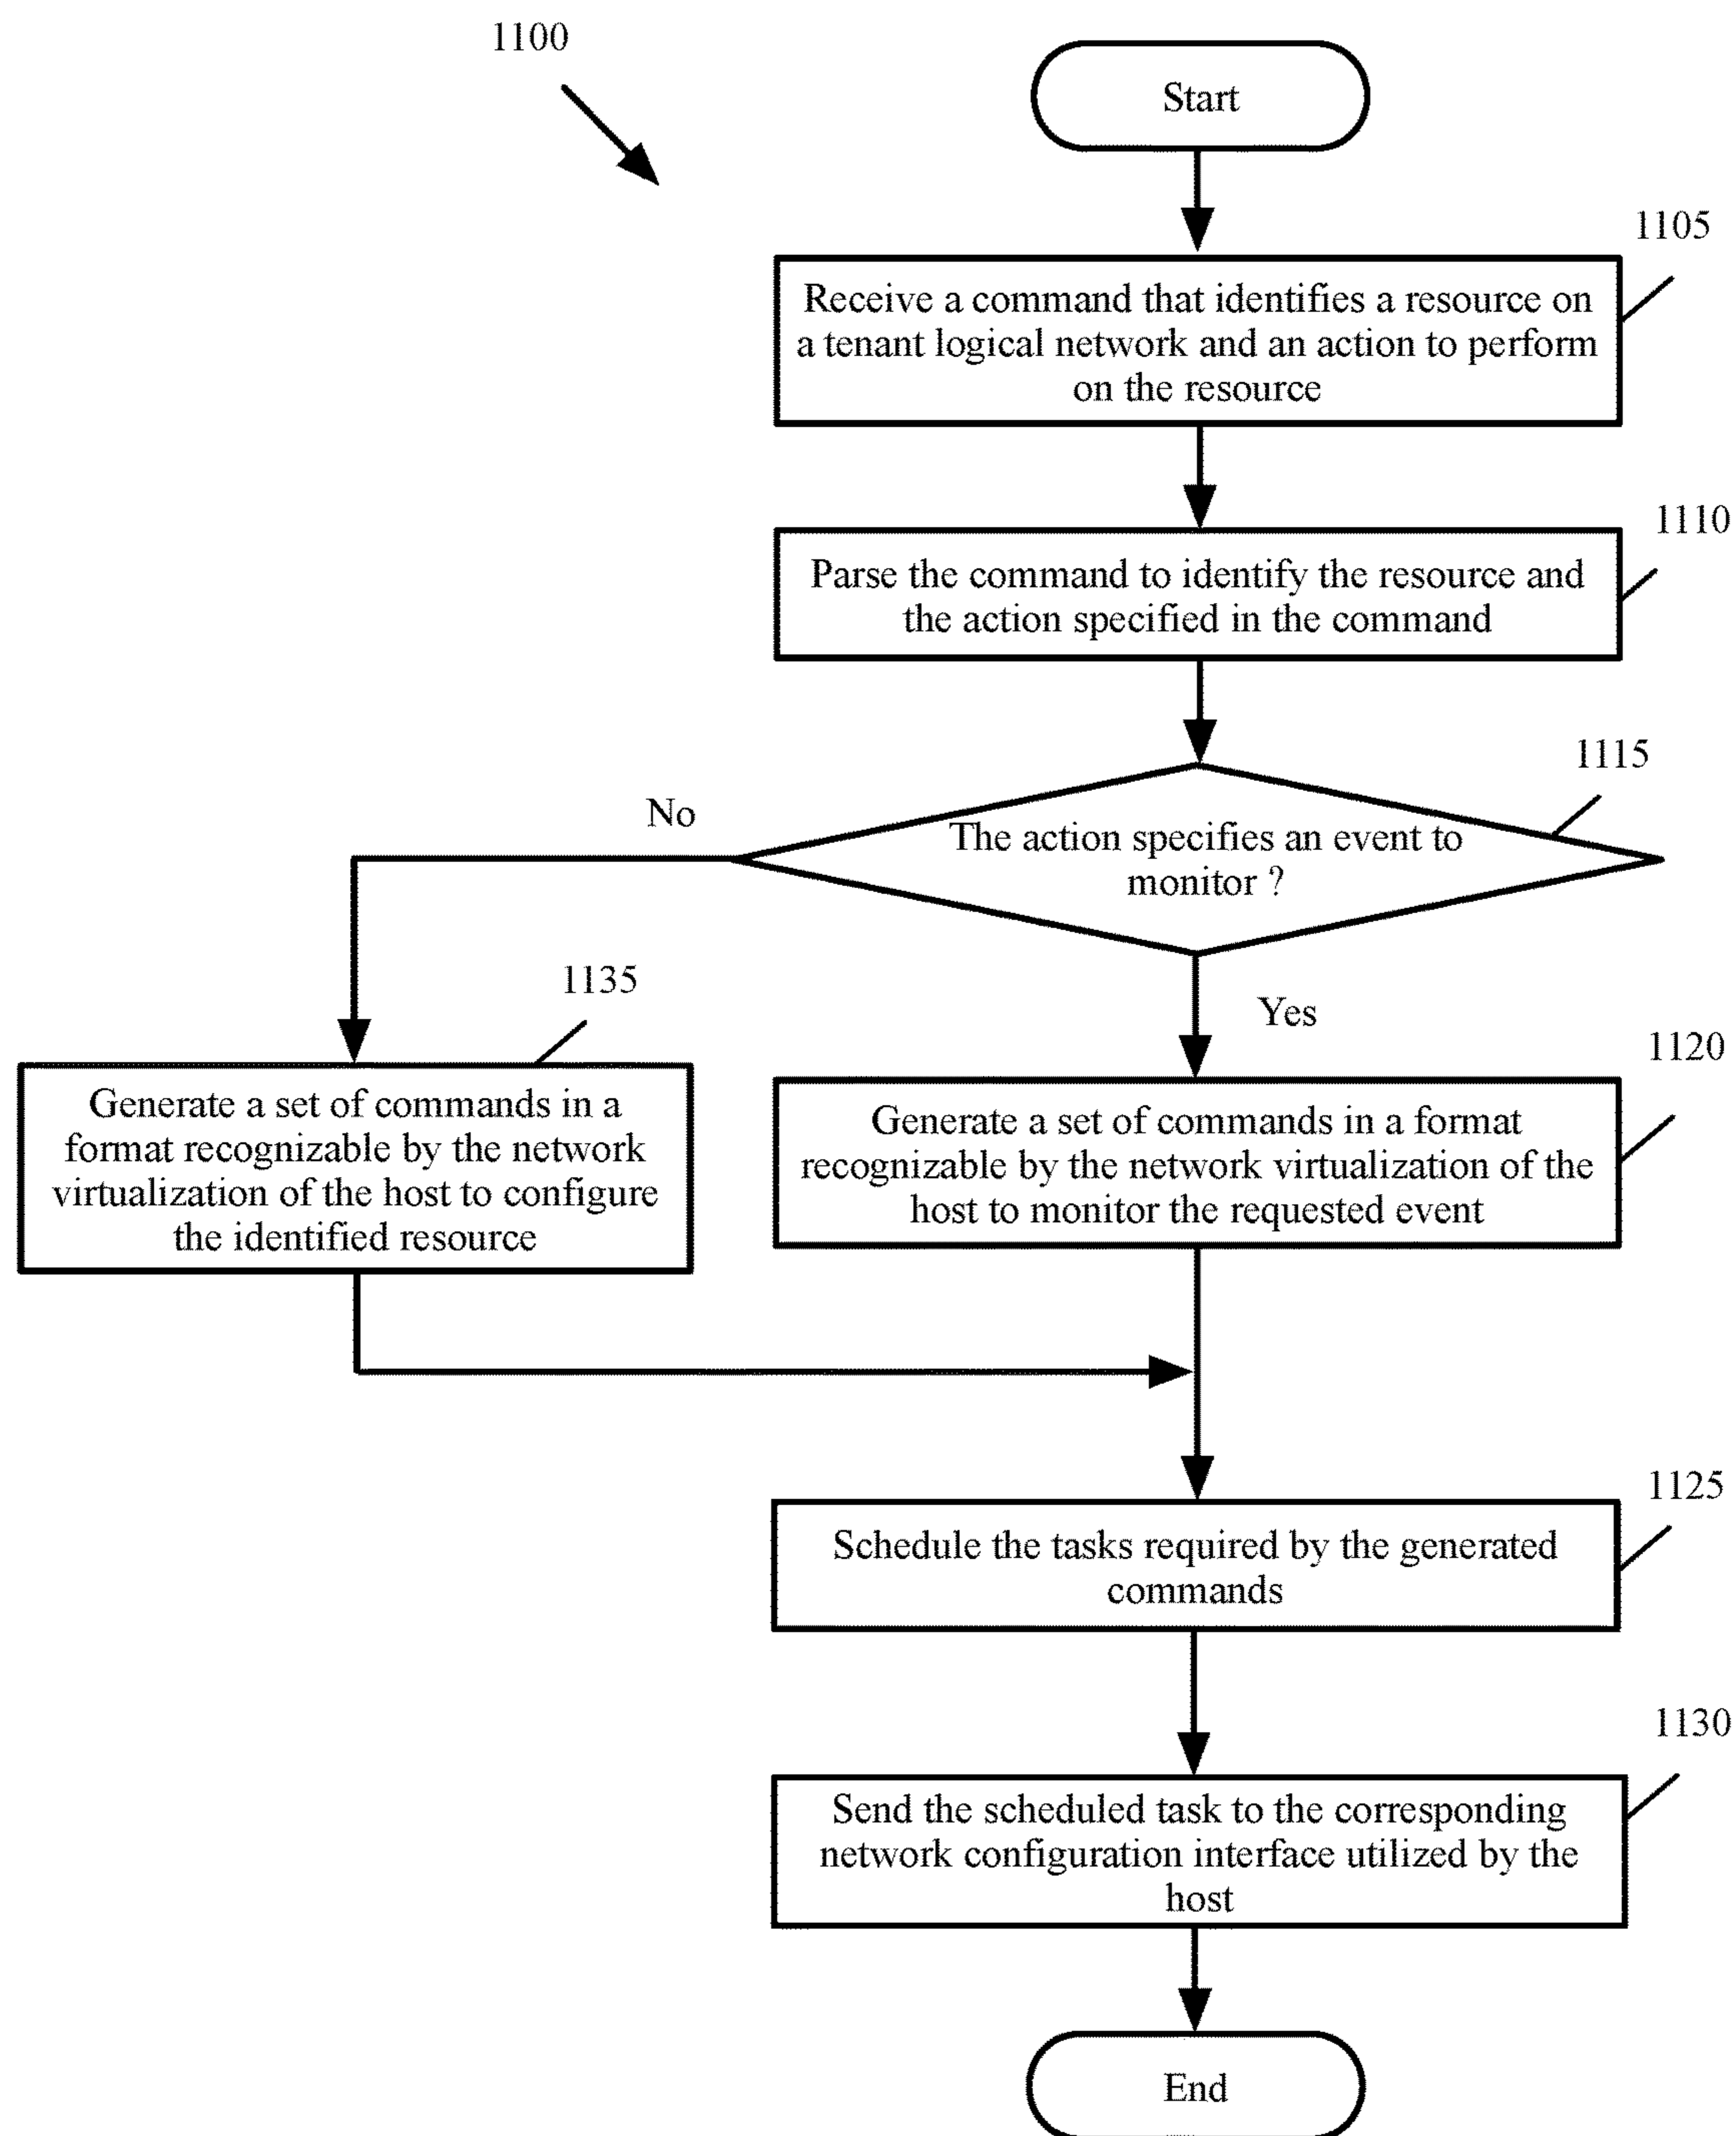 1100
Start
1105
Receive a command that identifies a resource on
a tenant logical network and an action to perform
on the resource
1110
Parse the command to identify the resource and
the action specified in the command
1115
No
The action specifies an event to
monitor ?
1135
Yes
1120
Generate a set of commands in a
format recognizable by the network
virtualization of the host to configure
the identified resource
Generate a set of commands in a format
recognizable by the network virtualization of the
host to monitor the requested event
1125
Schedule the tasks required by the generated
commands
1130
Send the scheduled task to the corresponding
network configuration interface utilized by the
host
End